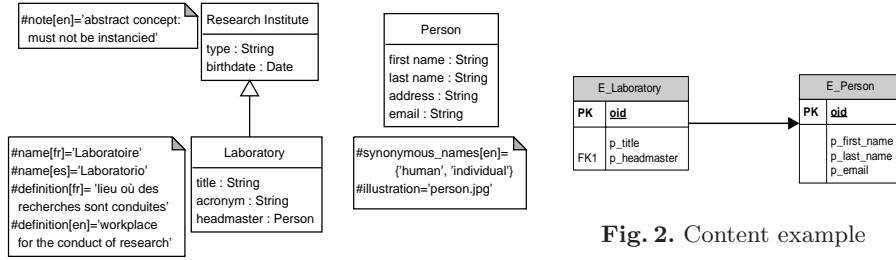 #note[en]='abstract concept:
must not be instancied'
Research Institute
type : String
birthdate : Date
Person
first name : String
last name : String
address : String
email : String
#name[fr]='Laboratoire'
#name[es]='Laboratorio'
#definition[fr]= 'lieu où des
recherches sont conduites'
#definition[en]='workplace
for the conduct of research'
Laboratory
title : String
acronym : String
headmaster : Person
#synonymous_names[en]=
{'human', 'individual'}
#illustration='person.jpg'
E_Laboratory
PK oid
p_title
FK1 p_headmaster
E_Person
PK oid
p_first_name
p_last_name
p_email
Fig. 2. Content example